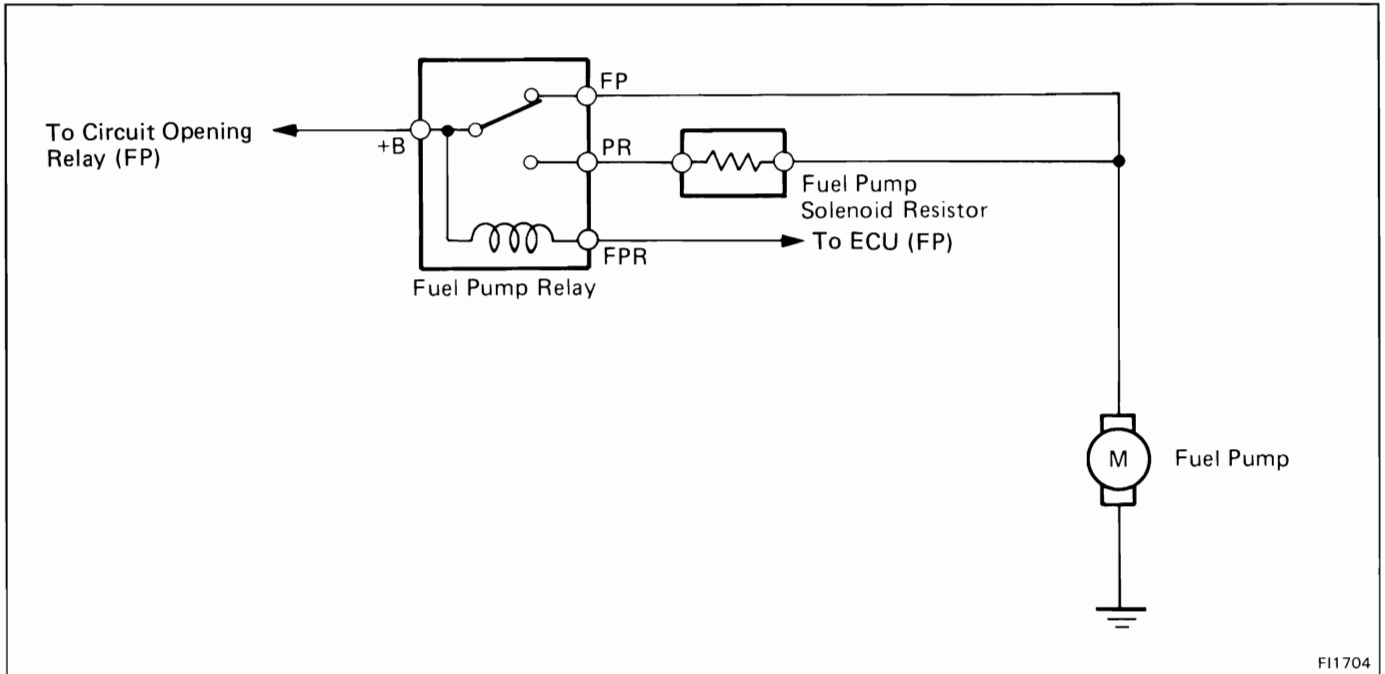 FP
To Circuit Opening
Relay (FP)
+B
PR
Fuel Pump
Solenoid Resistor
To ECU (FP)
FPR
Fuel Pump Relay
M
Fuel Pump
FI1704